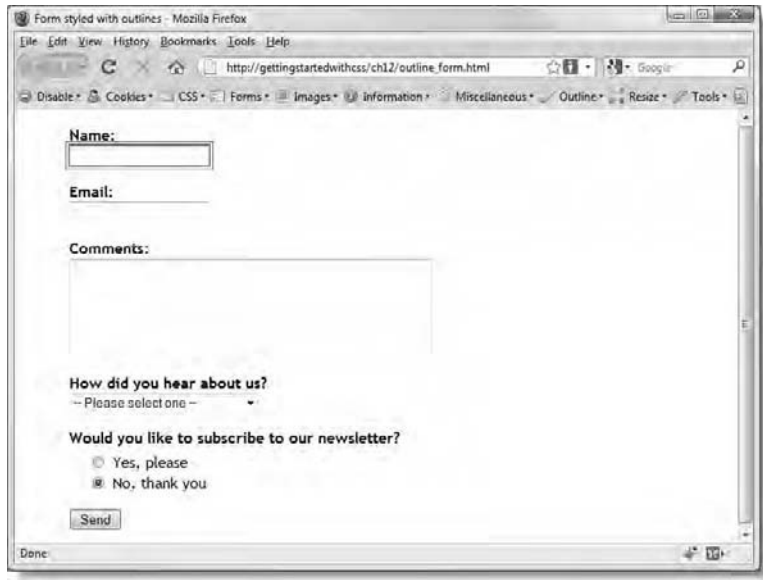 Form styled with outlines - Mozilla Firefox
File Edit View History Bookmarks Tools Help
http://gettingstartedwithcss/ch12/outline_form.html Google
Disable Cookies CSS Forms Images Information Miscellaneous Outline Resize Tools
Name:
Email:
Comments:
How did you hear about us?
-- Please select one --
Would you like to subscribe to our newsletter?
Yes, please
No, thank you
Send
Done